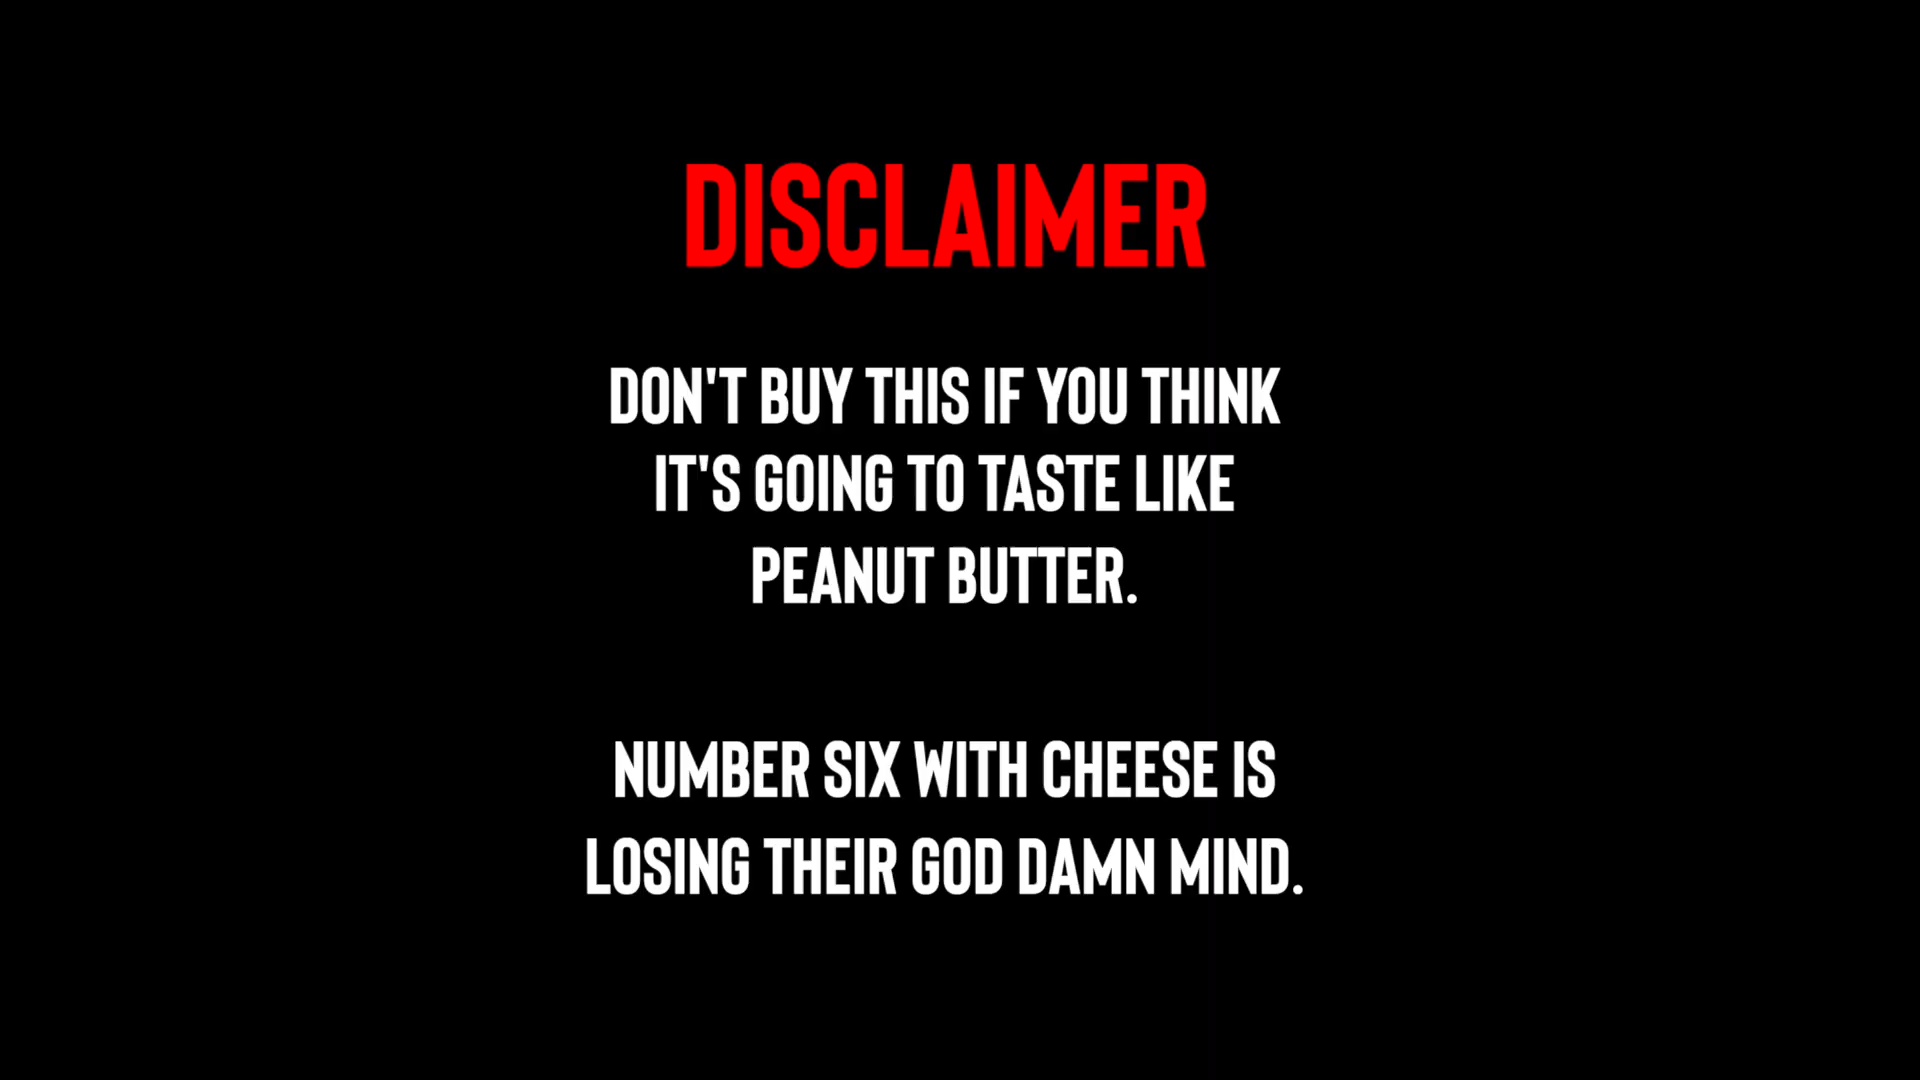 DISCLAIMER
DON'T BUY THIS IF YOU THINK
IT'S GOING TO TASTE LIKE
PEANUT BUTTER.
NUMBER SIX WITH CHEESE IS
LOSING THEIR GOD DAMN MIND.